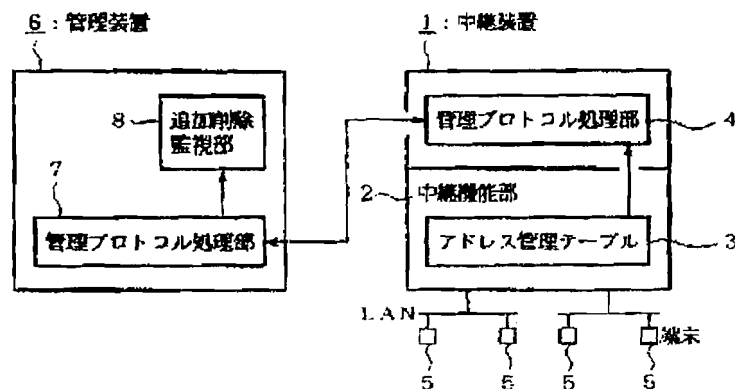 6：管理装置
1：中継装置
8
追加削除
監視部
管理プロトコル処理部
4
7
2
中継機能部
管理プロトコル処理部
アドレス管理テーブル
3
LAN
端末
5
5
5
5